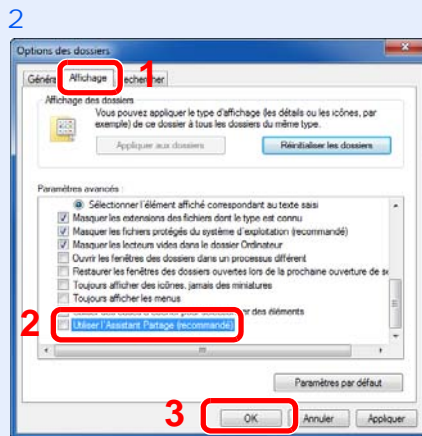 2
Options des dossiers
Général Affichage Rechercher
1
Affichage des dossiers
Vous pouvez appliquer le type d'affichage (les détails ou les icônes, par
exemple) de ce dossier à tous les dossiers du même type.
Appliquer aux dossiers Réinitialiser les dossiers
Paramètres avancés :
Sélectionner l'élément affiché correspondant au texte saisi
Masquer les extensions des fichiers dont le type est connu
Masquer les fichiers protégés du système d'exploitation (recommandé)
Masquer les lecteurs vides dans le dossier Ordinateur
Ouvrir les fenêtres des dossiers dans un processus différent
Restaurer les fenêtres des dossiers ouvertes lors de la prochaine ouverture de se
Toujours afficher des icônes, jamais des miniatures
Toujours afficher les menus
des éléments
2
Utiliser l'Assistant Partage (recommandé)
Paramètres par défaut
3
OK Annuler Appliquer